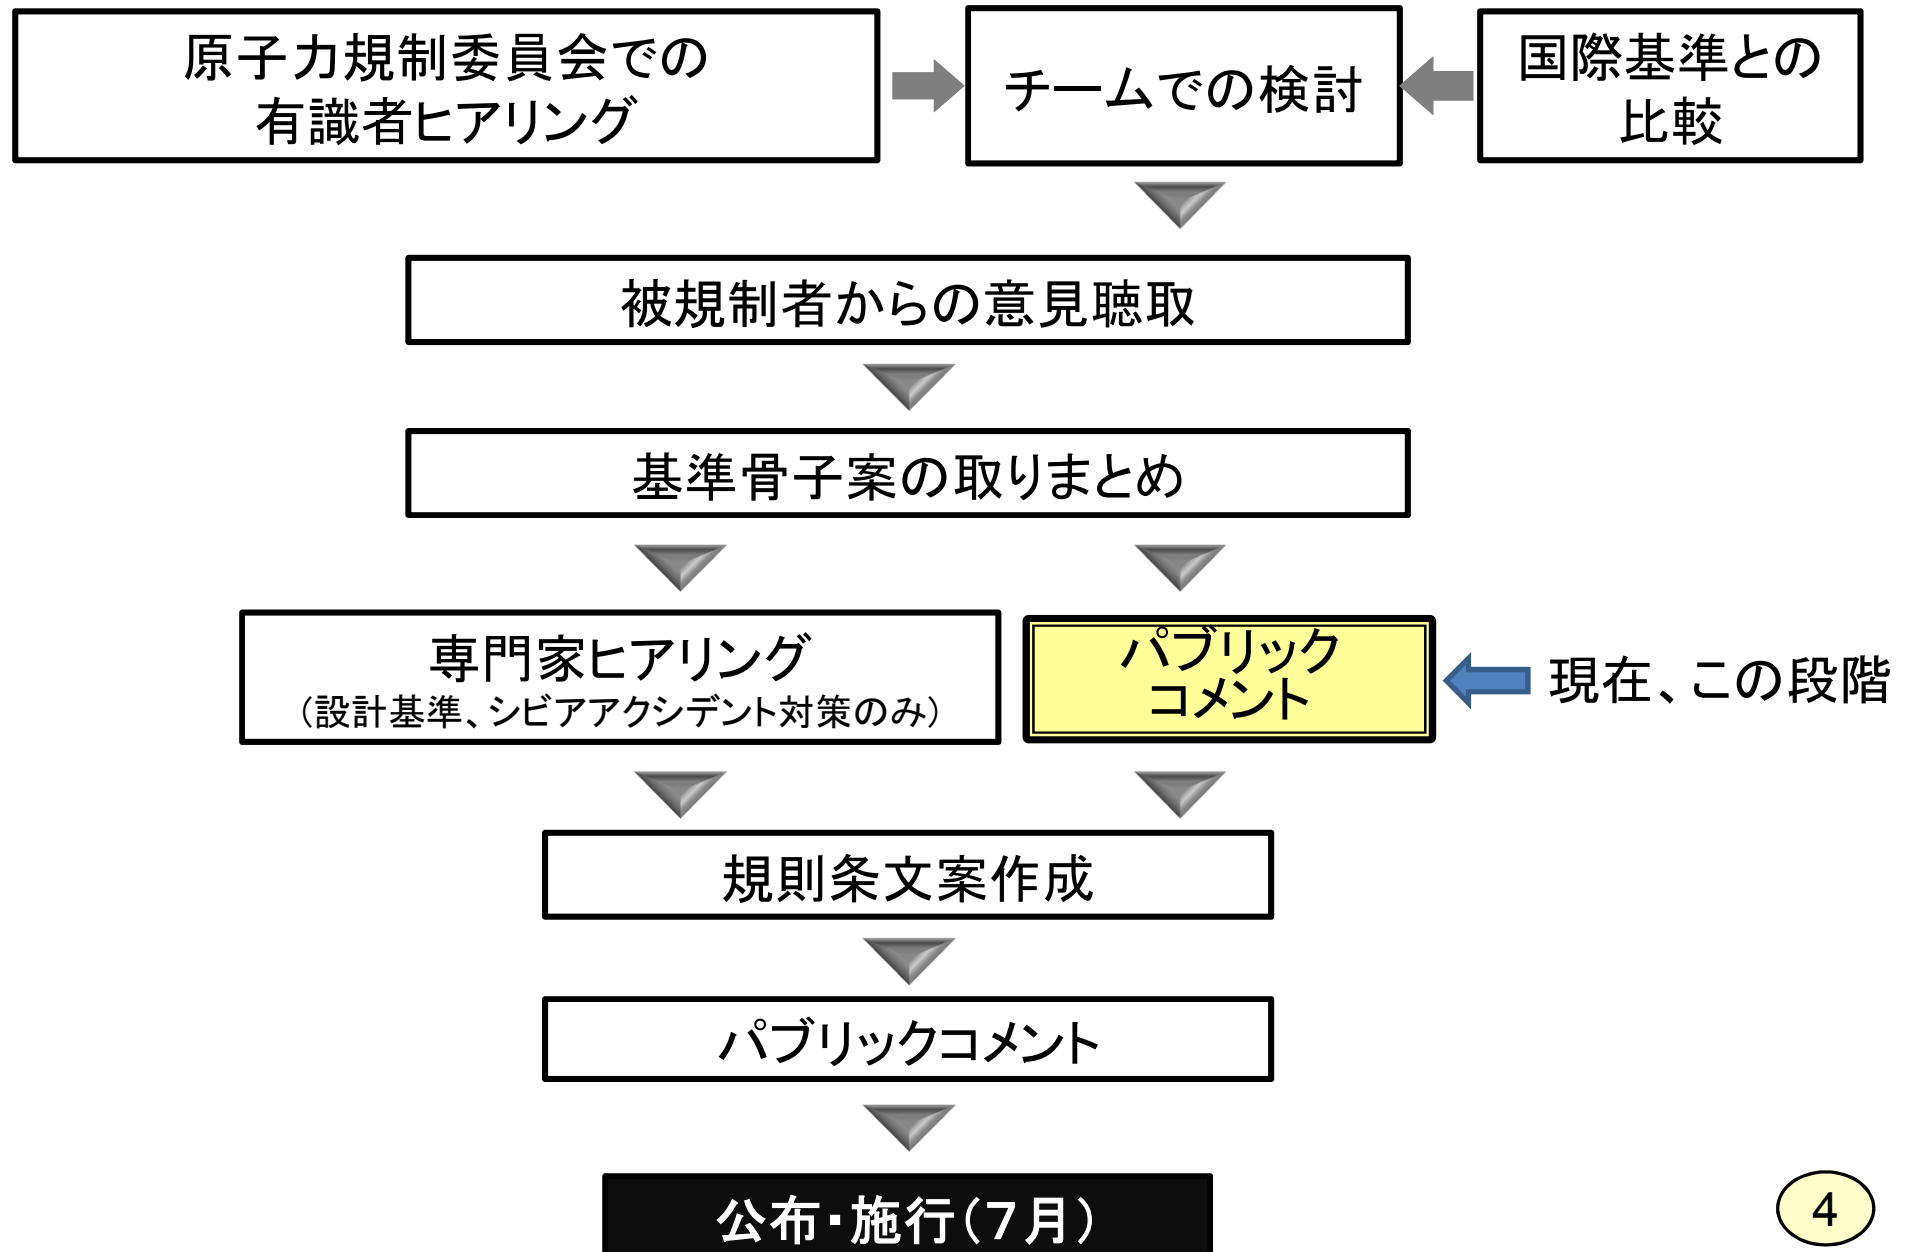 原子力規制委員会での
有識者ヒアリング
チームでの検討
国際基準との
比較
被規制者からの意見聴取
基準骨子案の取りまとめ
専門家ヒアリング
（設計基準、シビアアクシデント対策のみ）
パブリック
コメント
現在、この段階
規則条文案作成
パブリックコメント
公布・施行（７月）
4